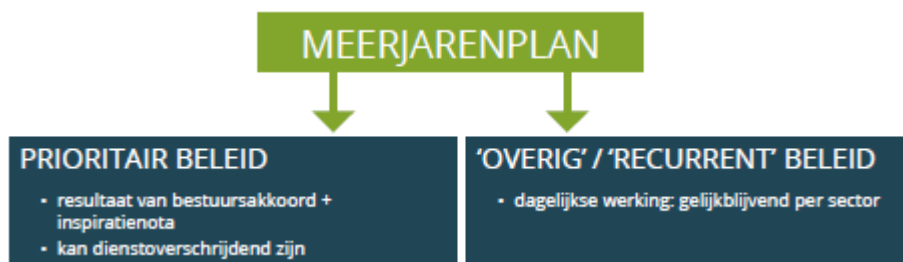 MEERJARENPLAN
PRIORITAIR BELEID
• resultaat van bestuursakkoord +
inspiratienota
• kan dienstoverschrijdend zijn
'OVERIG' / 'RECURRENT' BELEID
• dagelijkse werking: gelijkblijvend per sector